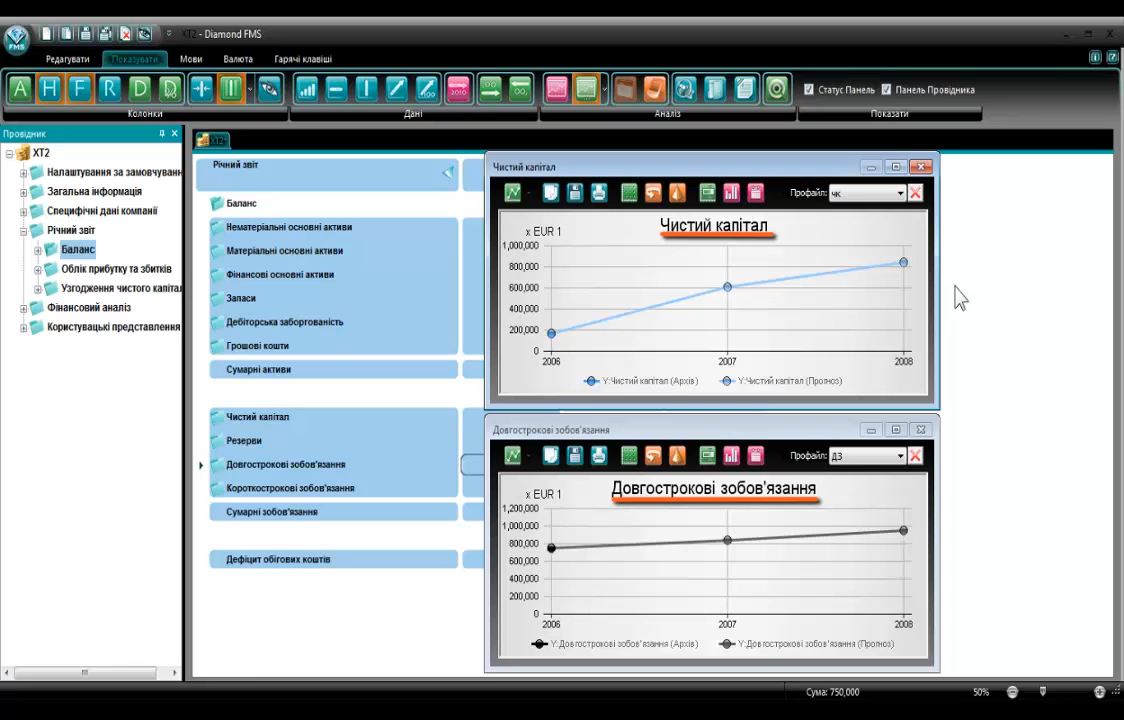 XT2 - Diamond FMS
FMS
Редагувати
Показувати
Мови
Валюта
Гарячі клавіші
A H F R D
2010
Статус Панель
Панель Провідника
Колонки
Дані
Аналіз
Показати
Провідник
XT2
Налаштування за замовчуванн
Загальна інформація
Специфічні дані компанії
Річний звіт
Баланс
Облік прибутку та збитків
Узгодження чистого капітал
Фінансовий аналіз
Користувацькі представлення
XT2
Річний звіт
Баланс
Нематеріальні основні активи
Матеріальні основні активи
Фінансові основні активи
Запаси
Дебіторська заборгованість
Грошові кошти
Сумарні активи
Чистий капітал
Резерви
Довгострокові зобов'язання
Короткострокові зобов'язання
Сумарні зобов'язання
Дефіцит обігових коштів
Чистий капітал
Профайл: чк
Чистий капітал
x EUR 1
1,000,000
800,000
600,000
400,000
200,000
0
2006 2007 2008
Y:Чистий капітал (Архів) Y:Чистий капітал (Прогноз)
Довгострокові зобов'язання
Профайл: ДЗ
Довгострокові зобов'язання
x EUR 1
1,200,000
1,000,000
800,000
600,000
400,000
200,000
0
2006 2007 2008
Y:Довгострокові зобов'язання (Архів) Y:Довгострокові зобов'язання (Прогноз)
Сума: 750,000
50%